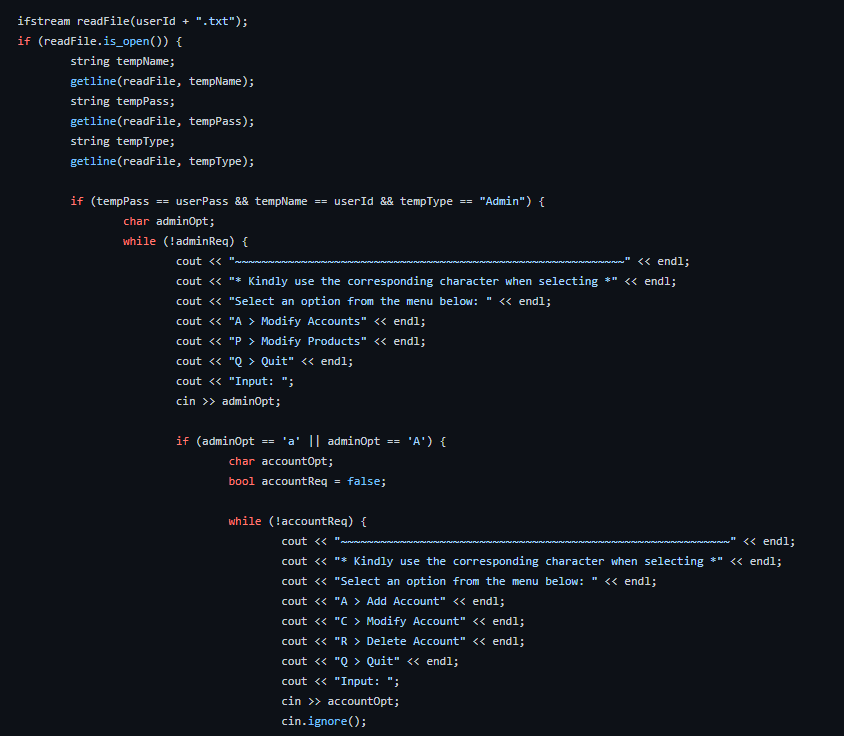 ifstream readFile(userId + ".txt");
if (readFile.is_open()) {
string tempName;
getline(readFile, tempName);
string tempPass;
getline(readFile, tempPass);
string tempType;
getline(readFile, tempType);
if (tempPass == userPass && tempName == userId && tempType == "Admin") {
char adminOpt;
while (!adminReq) {
cout << "~~~~~~~~~~~~~~~~~~~~~~~~~~~~~~~~~~~~~~~~~~~~~~~~~~~~~~~~~~~" << endl;
cout << "* Kindly use the corresponding character when selecting *" << endl;
cout << "Select an option from the menu below: " << endl;
cout << "A > Modify Accounts" << endl;
cout << "P > Modify Products" << endl;
cout << "Q > Quit" << endl;
cout << "Input: ";
cin >> adminOpt;
if (adminOpt == 'a' || adminOpt == 'A') {
char accountOpt;
bool accountReq = false;
while (!accountReq) {
cout << "~~~~~~~~~~~~~~~~~~~~~~~~~~~~~~~~~~~~~~~~~~~~~~~~~~~~~~~~~~~" << endl;
cout << "* Kindly use the corresponding character when selecting *" << endl;
cout << "Select an option from the menu below: " << endl;
cout << "A > Add Account" << endl;
cout << "C > Modify Account" << endl;
cout << "R > Delete Account" << endl;
cout << "Q > Quit" << endl;
cout << "Input: ";
cin >> accountOpt;
cin.ignore();